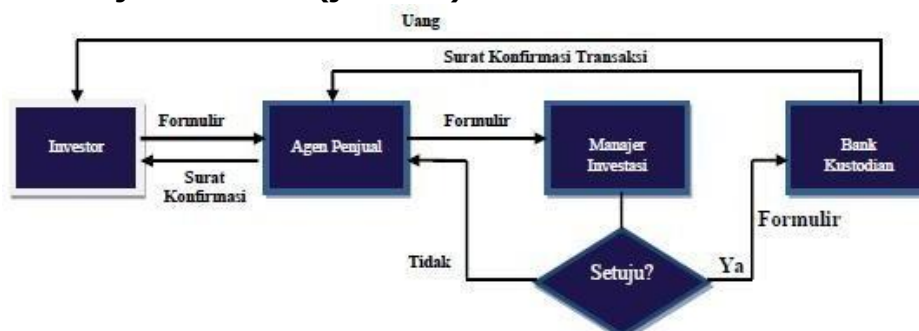 Uang
Surat Konfirmasi Transaksi
Formulir
Formulir
Investor
Agen Penjual
Manajer
Investasi
Bank
Kustodian
Surat
Konfirmasi
Formulir
Tidak
Setuju?
Ya